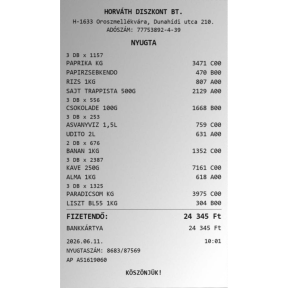 HORVÁTH DISZKONT BT.
H-1633 Oroszmellékvára, Dunahídi utca 210.
ADÓSZÁM: 77753892-4-39
NYUGTA
3 DB x 1157
PAPRIKA KG 3471 C00
PAPIRZSEBKENDO 470 B00
RIZS 1KG 807 A00
SAJT TRAPPISTA 500G 2129 A00
3 DB x 556
CSOKOLADE 100G 1668 B00
3 DB x 253
ASVANYVIZ 1,5L 759 C00
UDITO 2L 631 A00
2 DB x 676
BANAN 1KG 1352 C00
3 DB x 2387
KAVE 250G 7161 C00
ALMA 1KG 618 A00
3 DB x 1325
PARADICSOM KG 3975 C00
LISZT BL55 1KG 304 B00
FIZETENDŐ: 24 345 Ft
BANKKÁRTYA 24 345 Ft
2026.06.11. 10:01
NYUGTASZÁM: 8683/87569
AP A51619060
KÖSZÖNJÜK!